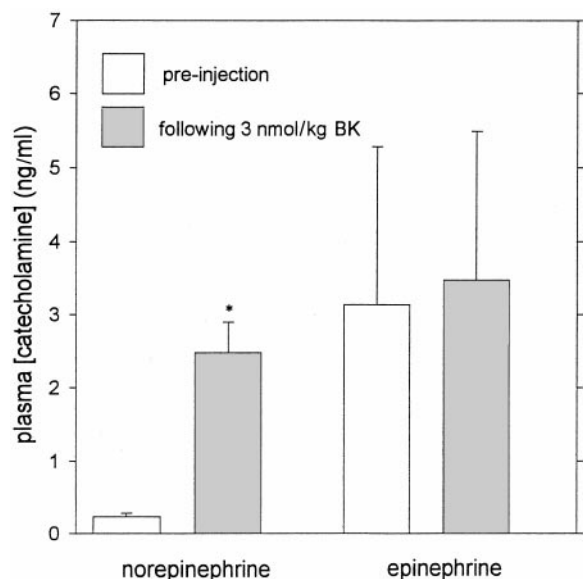 7
6
5
4
3
2
1
0
plasma [catecholamine] (ng/ml)
pre-injection
following 3 nmol/kg BK
*
norepinephrine
epinephrine